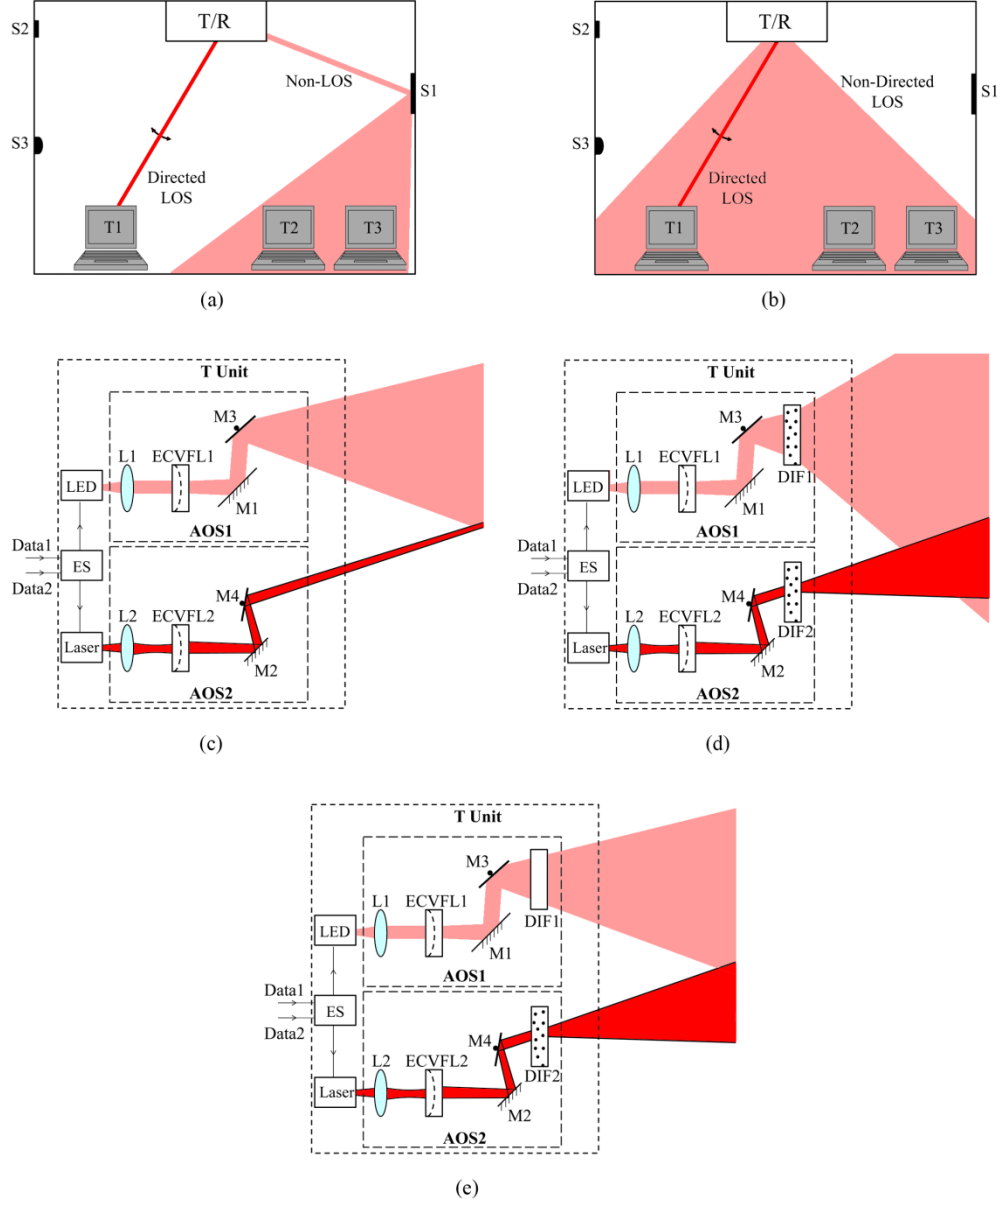 S2
T/R
Non-LOS
S1
S3
Directed
LOS
T1
T2
T3
(a)
S2
T/R
Non-Directed
LOS
S1
S3
Directed
LOS
T1
T2
T3
(b)
T Unit
M3
L1
ECVFL1
LED
M1
AOS1
Data1
ES
Data2
M4
L2
ECVFL2
Laser
M2
AOS2
(c)
T Unit
M3
L1
ECVFL1
LED
DIF1
M1
AOS1
Data1
ES
Data2
M4
L2
ECVFL2
DIF2
Laser
M2
AOS2
(d)
T Unit
M3
L1
ECVFL1
DIF1
LED
M1
AOS1
Data1
ES
Data2
M4
L2
ECVFL2
DIF2
Laser
M2
AOS2
(e)